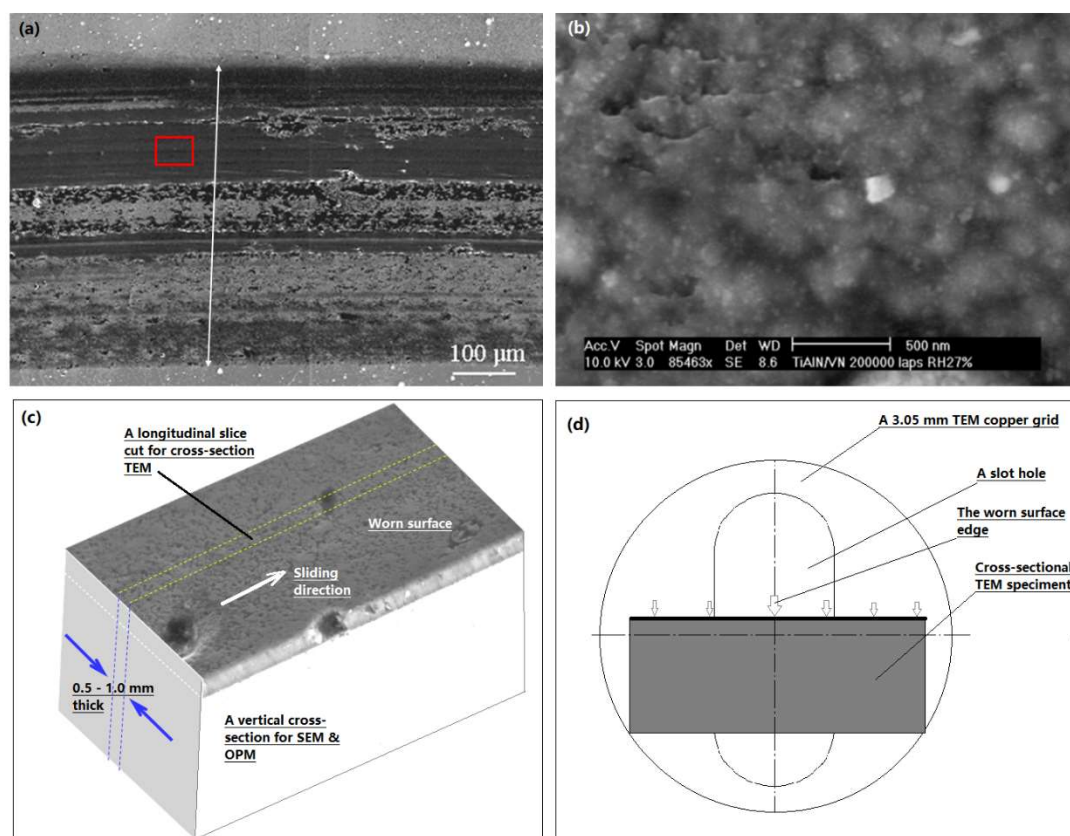 (a)
100 µm
(b)
Acc.V Spot Magn Det WD 500 nm
10.0 kV 3.0 85463x SE 8.6 TiAlN/VN 200000 laps RH27%
(c)
A longitudinal slice
cut for cross-section
TEM
Worn surface
Sliding
direction
0.5 - 1.0 mm
thick
A vertical cross-
section for SEM &
OPM
(d)
A 3.05 mm TEM copper grid
A slot hole
The worn surface
edge
Cross-sectional
TEM speciment